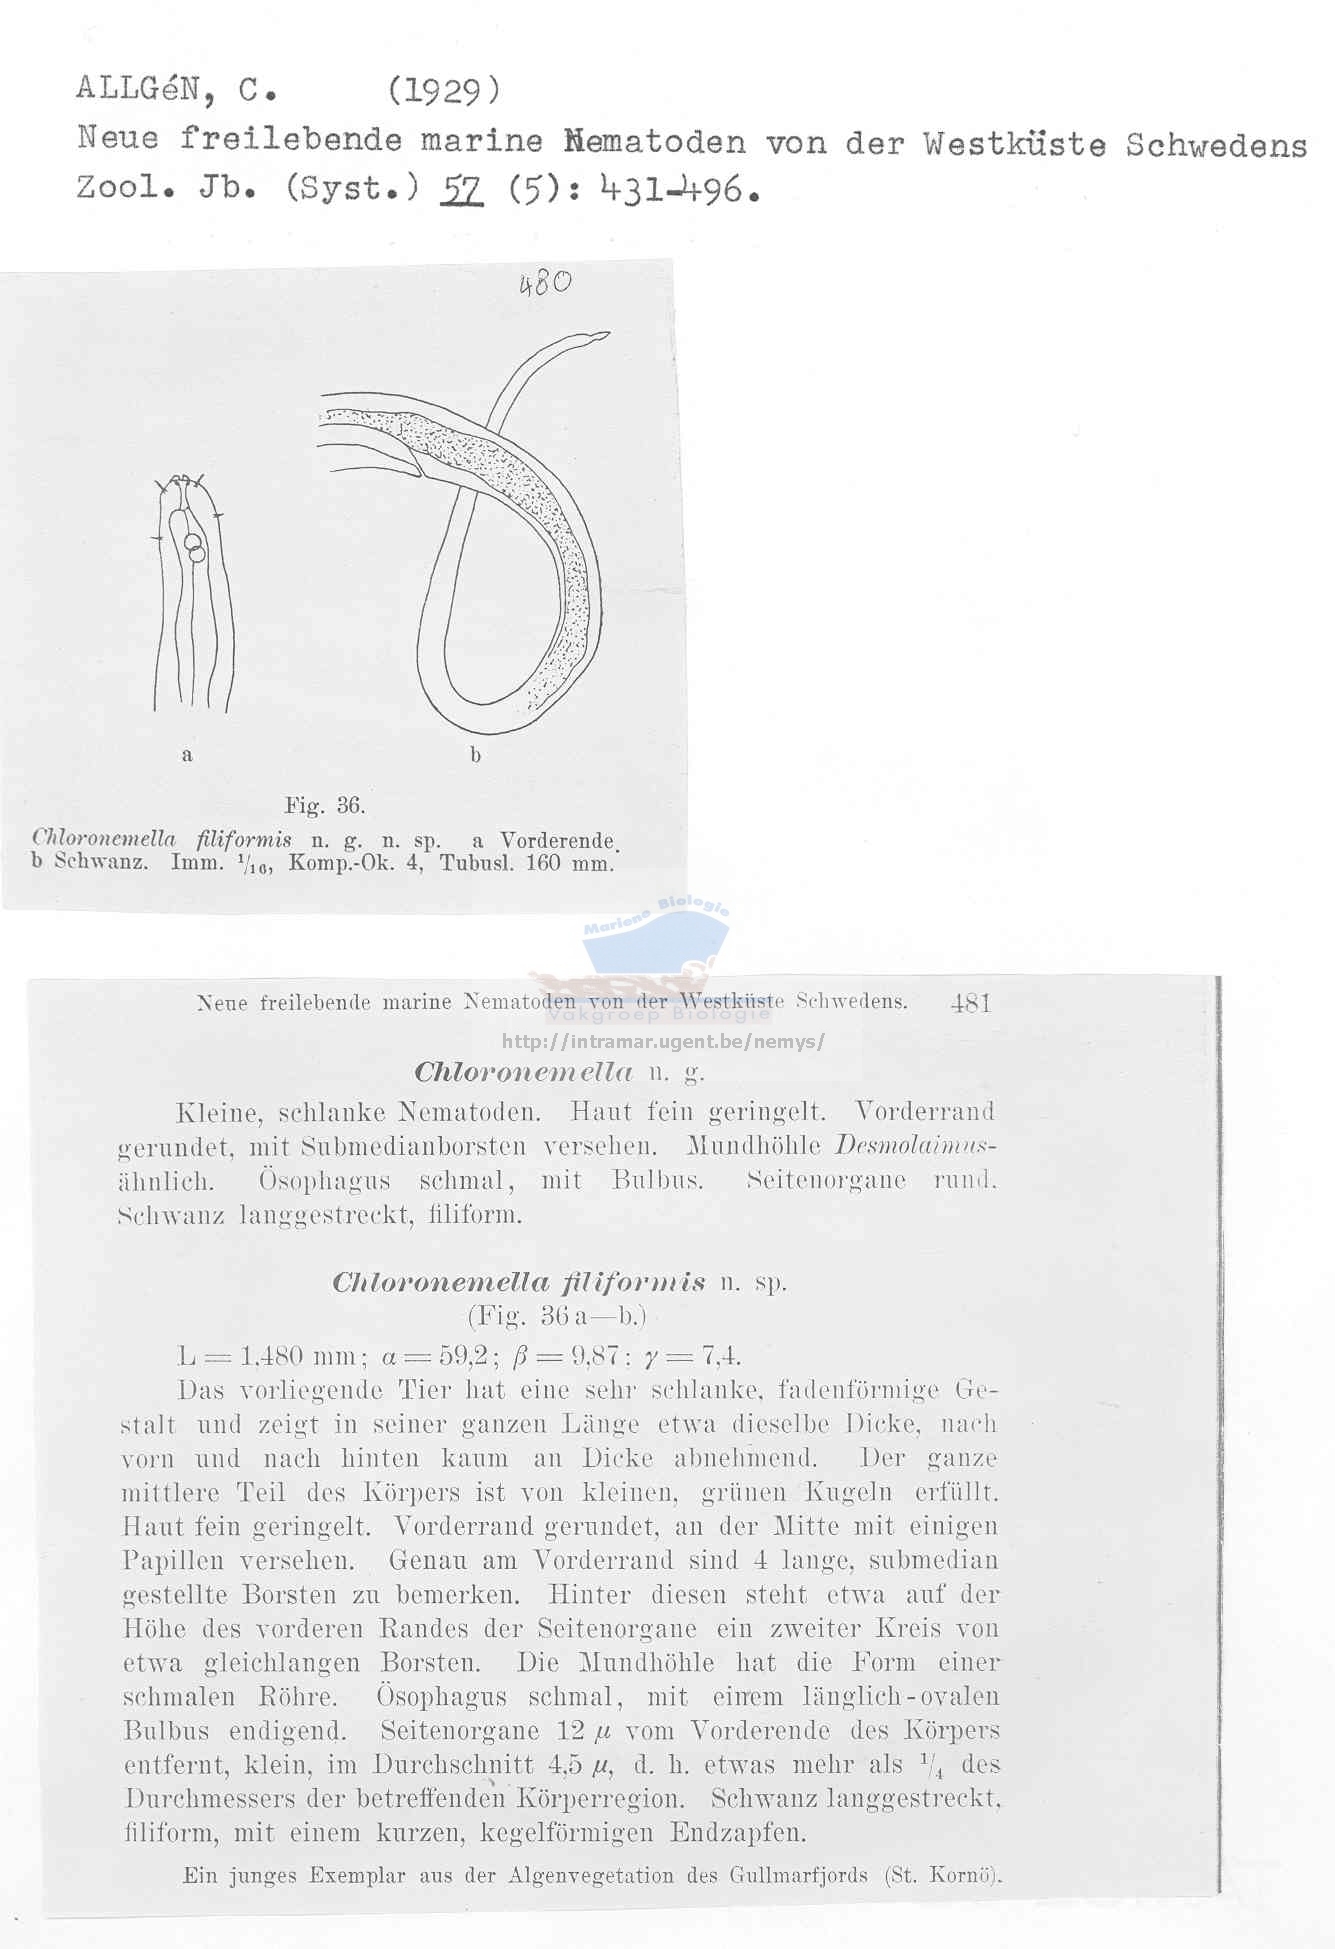 ALLGéN, C. (1929)
Neue freilebende marine Nematoden von der Westküste Schwedens
Zool. Jb. (Syst.) 57 (5): 431-496.
480
a b
Fig. 36.
Chloronemella filiformis n. g. n. sp. a Vorderende.
b Schwanz. Imm. 1/16, Komp.-Ok. 4, Tubusl. 160 mm.
Mariene Biologie
Neue freilebende marine Nematoden von der Westküste Schwedens. 481
Vakgroep Biologie
http://intramar.ugent.be/nemys/
Chloronemella n. g.
Kleine, schlanke Nematoden. Haut fein geringelt. Vorderrand
gerundet, mit Submedianborsten versehen. Mundhöhle Desmolaimus-
ähnlich. Ösophagus schmal, mit Bulbus. Seitenorgane rund.
Schwanz langgestreckt, filiform.
Chloronemella filiformis n. sp.
(Fig. 36 a—b.)
L = 1,480 mm; α = 59,2; β = 9,87; γ = 7,4.
Das vorliegende Tier hat eine sehr schlanke, fadenförmige Ge-
stalt und zeigt in seiner ganzen Länge etwa dieselbe Dicke, nach
vorn und nach hinten kaum an Dicke abnehmend. Der ganze
mittlere Teil des Körpers ist von kleinen, grünen Kugeln erfüllt.
Haut fein geringelt. Vorderrand gerundet, an der Mitte mit einigen
Papillen versehen. Genau am Vorderrand sind 4 lange, submedian
gestellte Borsten zu bemerken. Hinter diesen steht etwa auf der
Höhe des vorderen Randes der Seitenorgane ein zweiter Kreis von
etwa gleichlangen Borsten. Die Mundhöhle hat die Form einer
schmalen Röhre. Ösophagus schmal, mit einem länglich-ovalen
Bulbus endigend. Seitenorgane 12 μ vom Vorderende des Körpers
entfernt, klein, im Durchschnitt 4,5 μ, d. h. etwas mehr als 1/4 des
Durchmessers der betreffenden Körperregion. Schwanz langgestreckt,
filiform, mit einem kurzen, kegelförmigen Endzapfen.
Ein junges Exemplar aus der Algenvegetation des Gullmarfjords (St. Kornö).